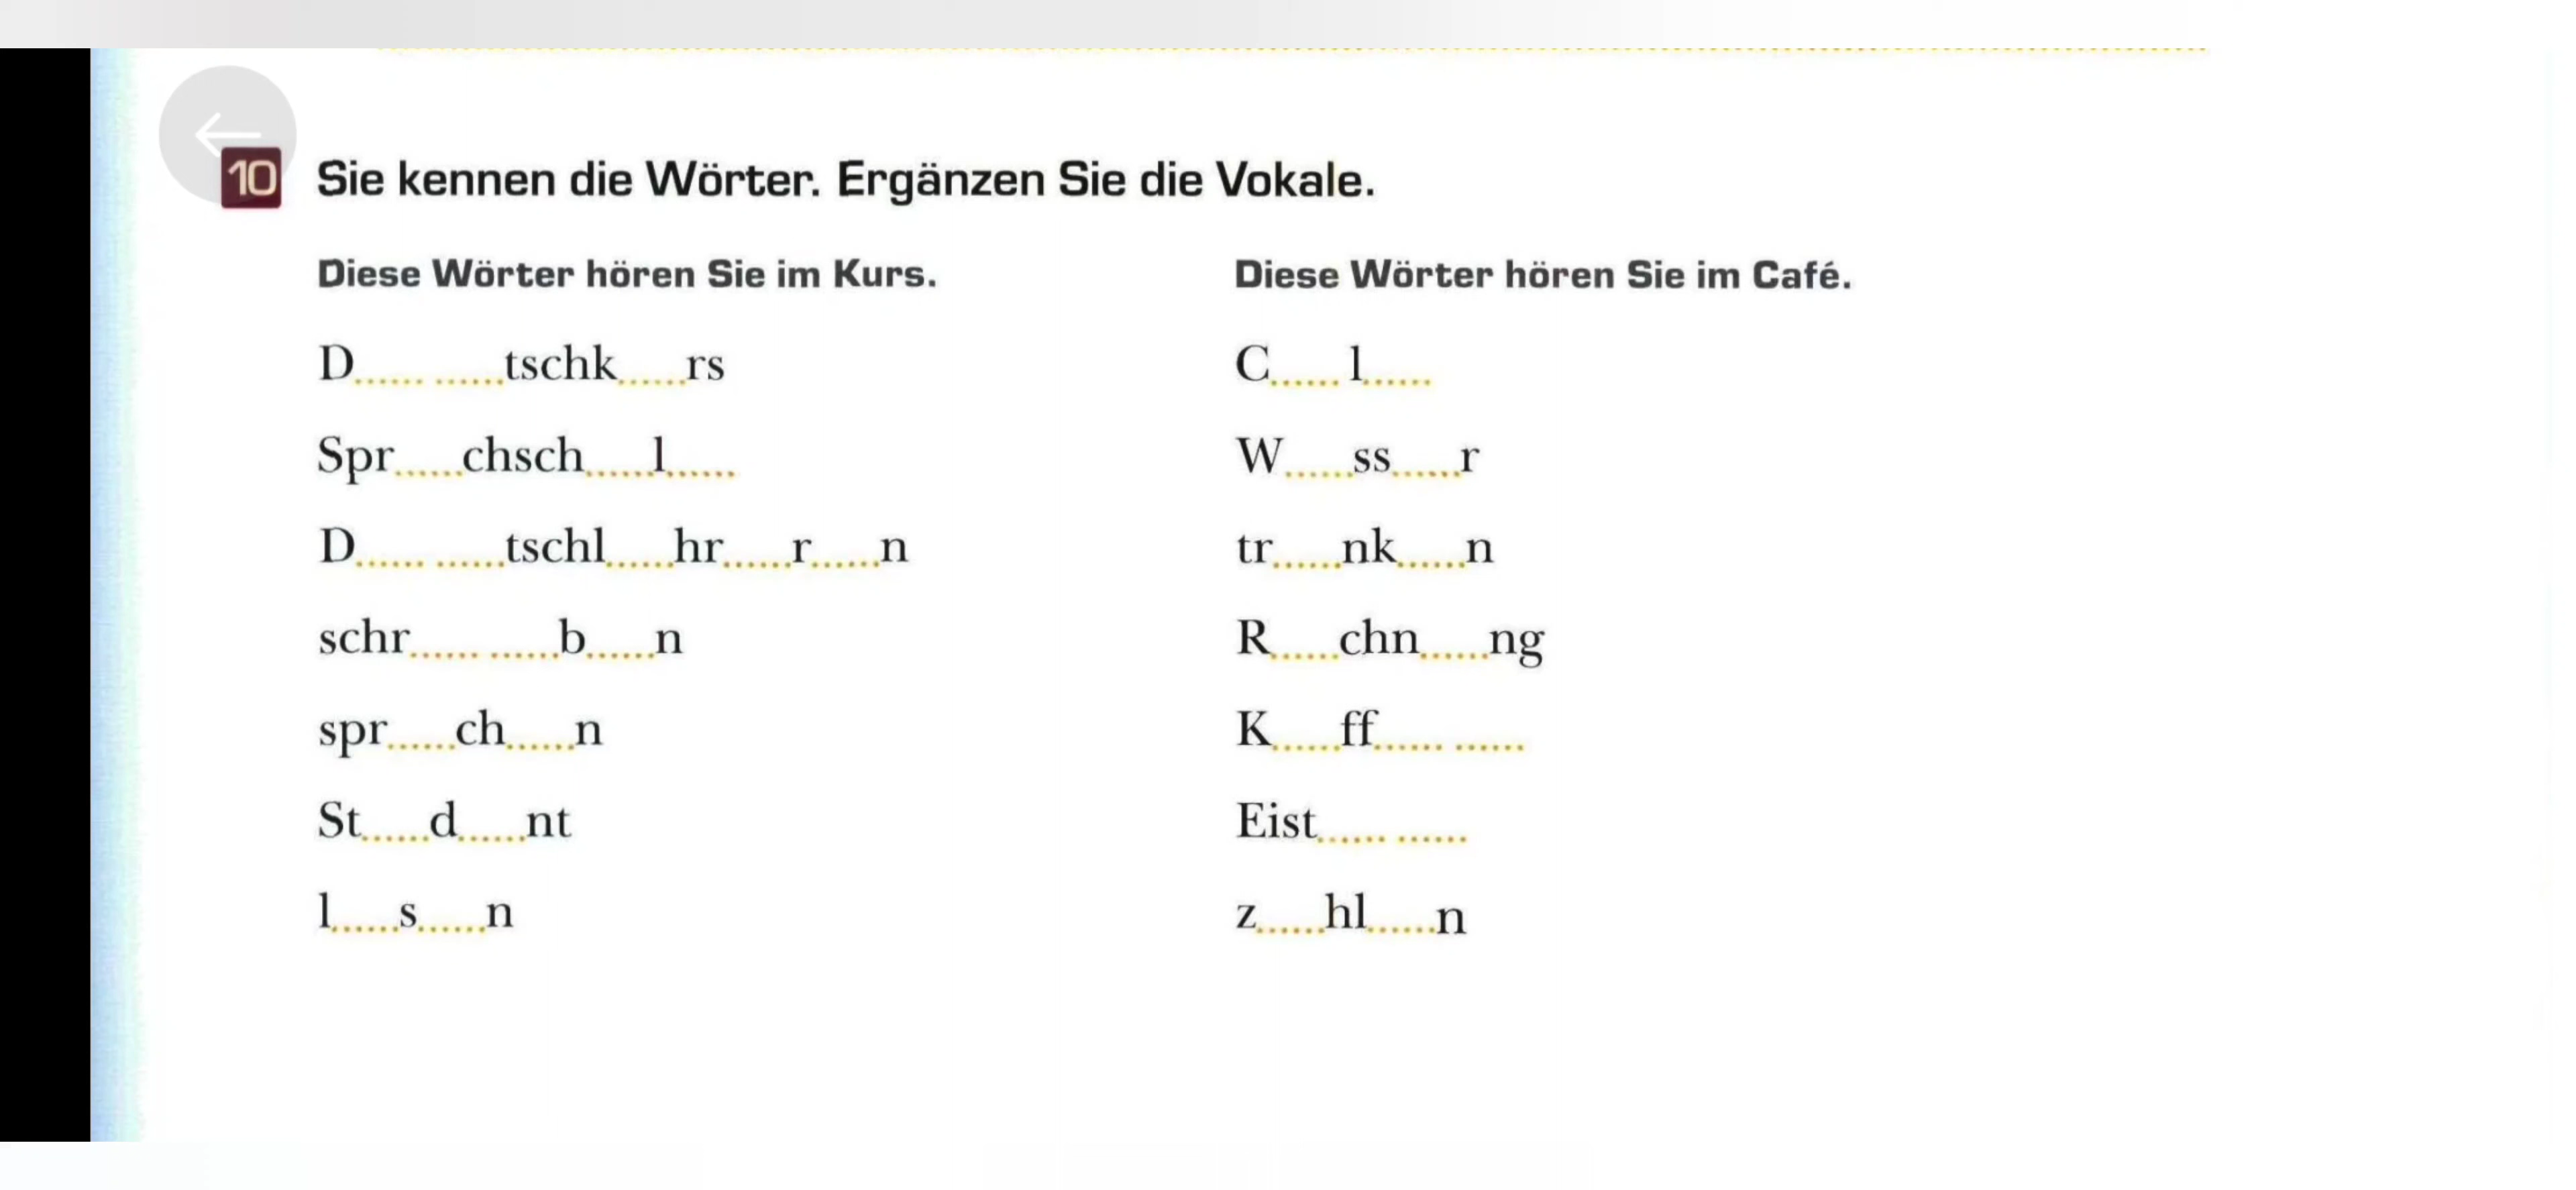 10 Sie kennen die Wörter. Ergänzen Sie die Vokale.
Diese Wörter hören Sie im Kurs.
D...... ......tschk......rs
Spr......chsch......l......
D...... ......tschl......hr......r......n
schr...... ......b......n
spr......ch......n
St......d......nt
l......s......n
Diese Wörter hören Sie im Café.
C...... l......
W......ss......r
tr......nk......n
R......chn......ng
K......ff...... ......
Eist...... ......
z......hl......n